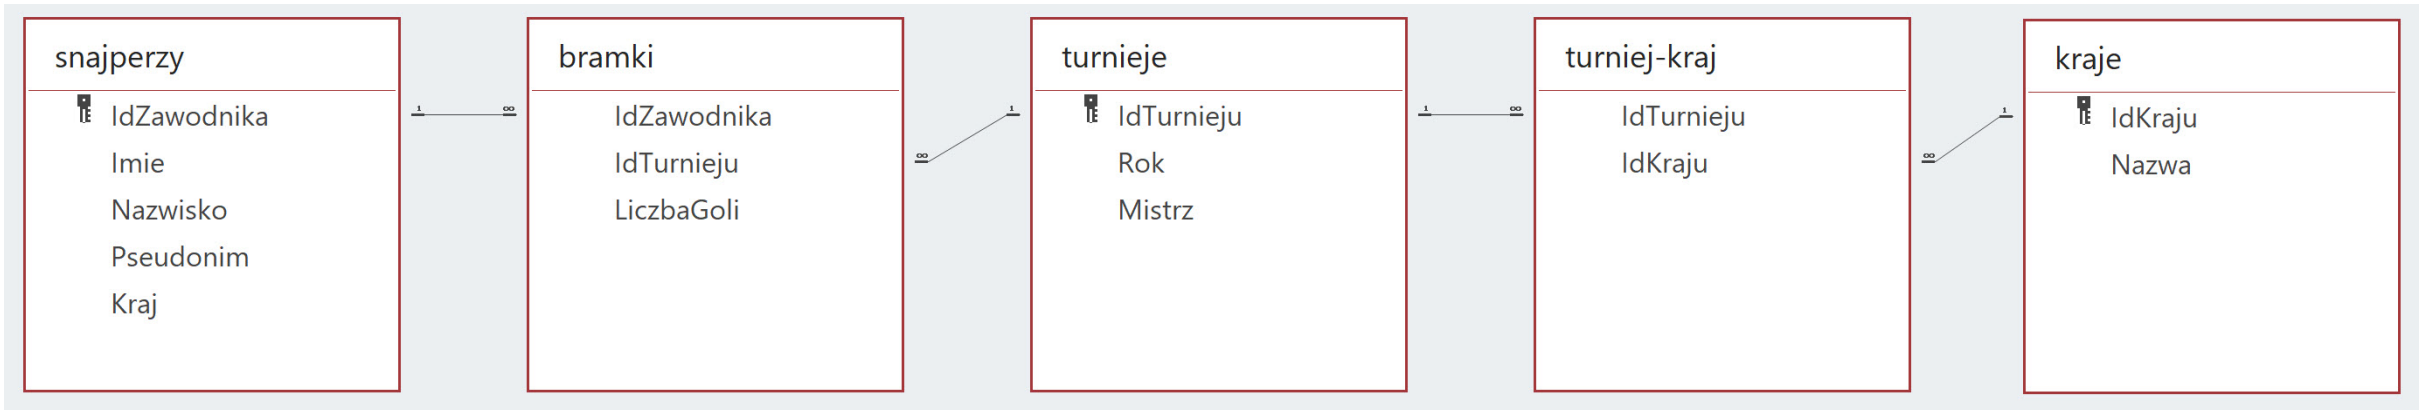 snajperzy
IdZawodnika
Imie
Nazwisko
Pseudonim
Kraj
1 ∞
bramki
IdZawodnika
IdTurnieju
LiczbaGoli
∞ 1
turnieje
IdTurnieju
Rok
Mistrz
1 ∞
turniej-kraj
IdTurnieju
IdKraju
∞ 1
kraje
IdKraju
Nazwa